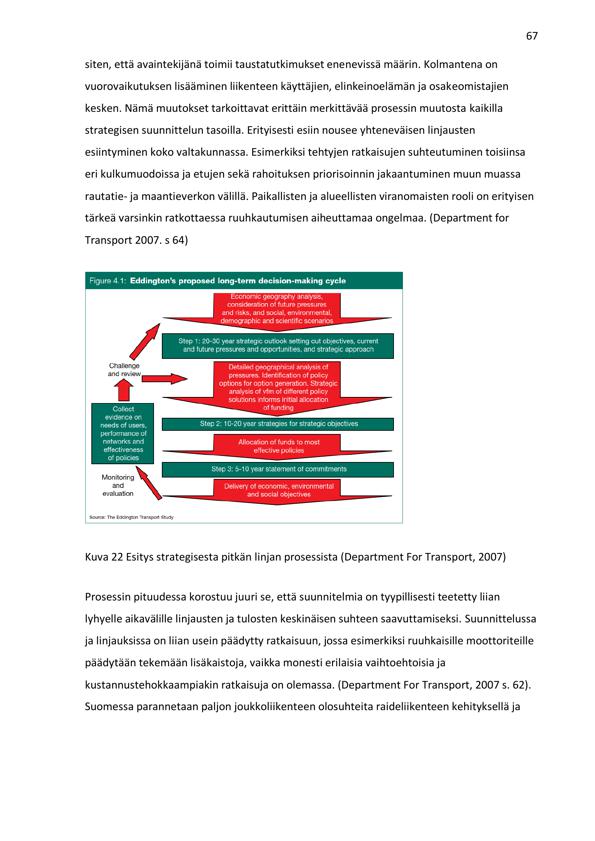 67
siten, että avaintekijänä toimii taustatutkimukset enenevissä määrin. Kolmantena on
vuorovaikutuksen lisääminen liikenteen käyttäjien, elinkeinoelämän ja osakeomistajien
kesken. Nämä muutokset tarkoittavat erittäin merkittävää prosessin muutosta kaikilla
strategisen suunnittelun tasoilla. Erityisesti esiin nousee yhteneväisen linjausten
esiintyminen koko valtakunnassa. Esimerkiksi tehtyjen ratkaisujen suhteutuminen toisiinsa
eri kulkumuodoissa ja etujen sekä rahoituksen priorisoinnin jakaantuminen muun muassa
rautatie- ja maantieverkon välillä. Paikallisten ja alueellisten viranomaisten rooli on erityisen
tärkeä varsinkin ratkottaessa ruuhkautumisen aiheuttamaa ongelmaa. (Department for
Transport 2007. s 64)
Figure 4.1: Eddington's proposed long-term decision-making cycle
Economic geography analysis,
consideration of future pressures
and risks, and social, environmental,
demographic and scientific scenarios
Step 1: 20-30 year strategic outlook setting out objectives, current
and future pressures and opportunities, and strategic approach
Challenge
and review
Detailed geographical analysis of
pressures. Identification of policy
options for option generation. Strategic
analysis of vfm of different policy
solutions informs initial allocation
of funding
Collect
evidence on
needs of users,
performance of
networks and
effectiveness
of policies
Step 2: 10-20 year strategies for strategic objectives
Allocation of funds to most
effective policies
Step 3: 5-10 year statement of commitments
Monitoring
and
evaluation
Delivery of economic, environmental
and social objectives
Source: The Eddington Transport Study
Kuva 22 Esitys strategisesta pitkän linjan prosessista (Department For Transport, 2007)
Prosessin pituudessa korostuu juuri se, että suunnitelmia on tyypillisesti teetetty liian
lyhyelle aikavälille linjausten ja tulosten keskinäisen suhteen saavuttamiseksi. Suunnittelussa
ja linjauksissa on liian usein päädytty ratkaisuun, jossa esimerkiksi ruuhkaisille moottoriteille
päädytään tekemään lisäkaistoja, vaikka monesti erilaisia vaihtoehtoisia ja
kustannustehokkaampiakin ratkaisuja on olemassa. (Department For Transport, 2007 s. 62).
Suomessa parannetaan paljon joukkoliikenteen olosuhteita raideliikenteen kehityksellä ja